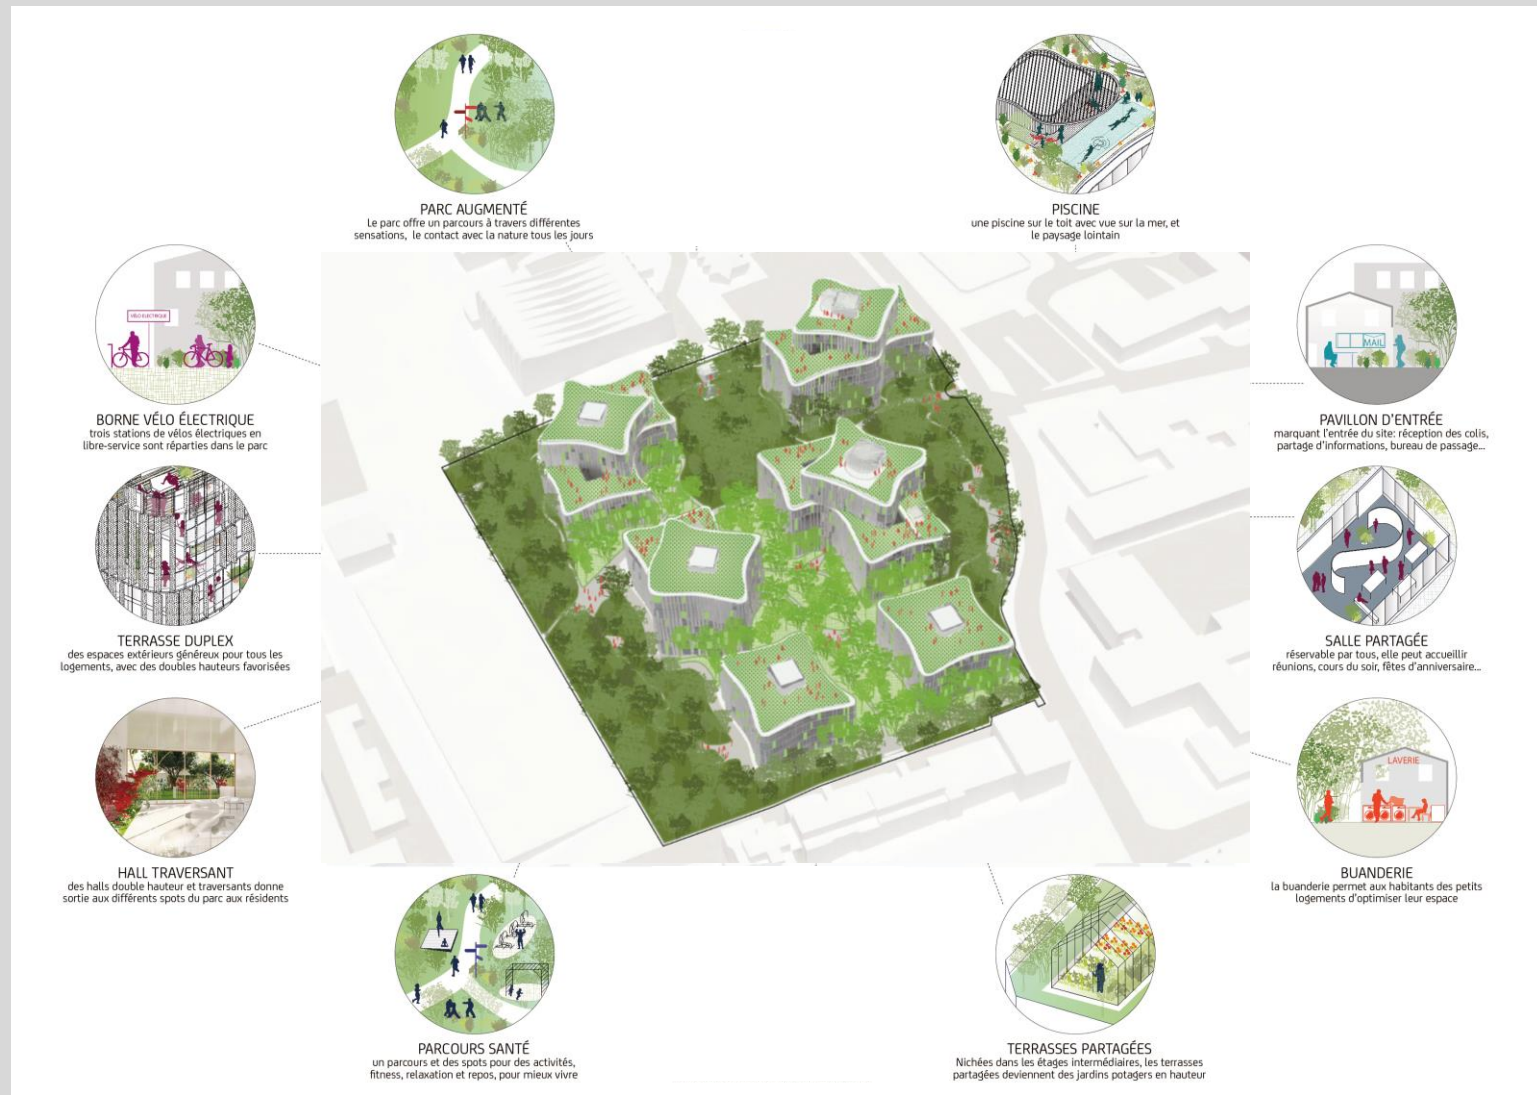 PARC AUGMENTÉ
Le parc offre un parcours à travers différentes
sensations, le contact avec la nature tous les jours
PISCINE
une piscine sur le toit avec vue sur la mer, et
le paysage lointain
VÉLO ÉLECTRIQUE
BORNE VÉLO ÉLECTRIQUE
trois stations de vélos électriques en
libre-service sont réparties dans le parc
MAIL
PAVILLON D'ENTRÉE
marquant l'entrée du site: réception des colis,
partage d'informations, bureau de passage...
TERRASSE DUPLEX
des espaces extérieurs généreux pour tous les
logements, avec des doubles hauteurs favorisées
SALLE PARTAGÉE
réservable par tous, elle peut accueillir
réunions, cours du soir, fêtes d'anniversaire...
HALL TRAVERSANT
des halls double hauteur et traversants donne
sortie aux différents spots du parc aux résidents
LAVERIE
BUANDERIE
la buanderie permet aux habitants des petits
logements d'optimiser leur espace
PARCOURS SANTÉ
un parcours et des spots pour des activités,
fitness, relaxation et repos, pour mieux vivre
TERRASSES PARTAGÉES
Nichées dans les étages intermédiaires, les terrasses
partagées deviennent des jardins potagers en hauteur